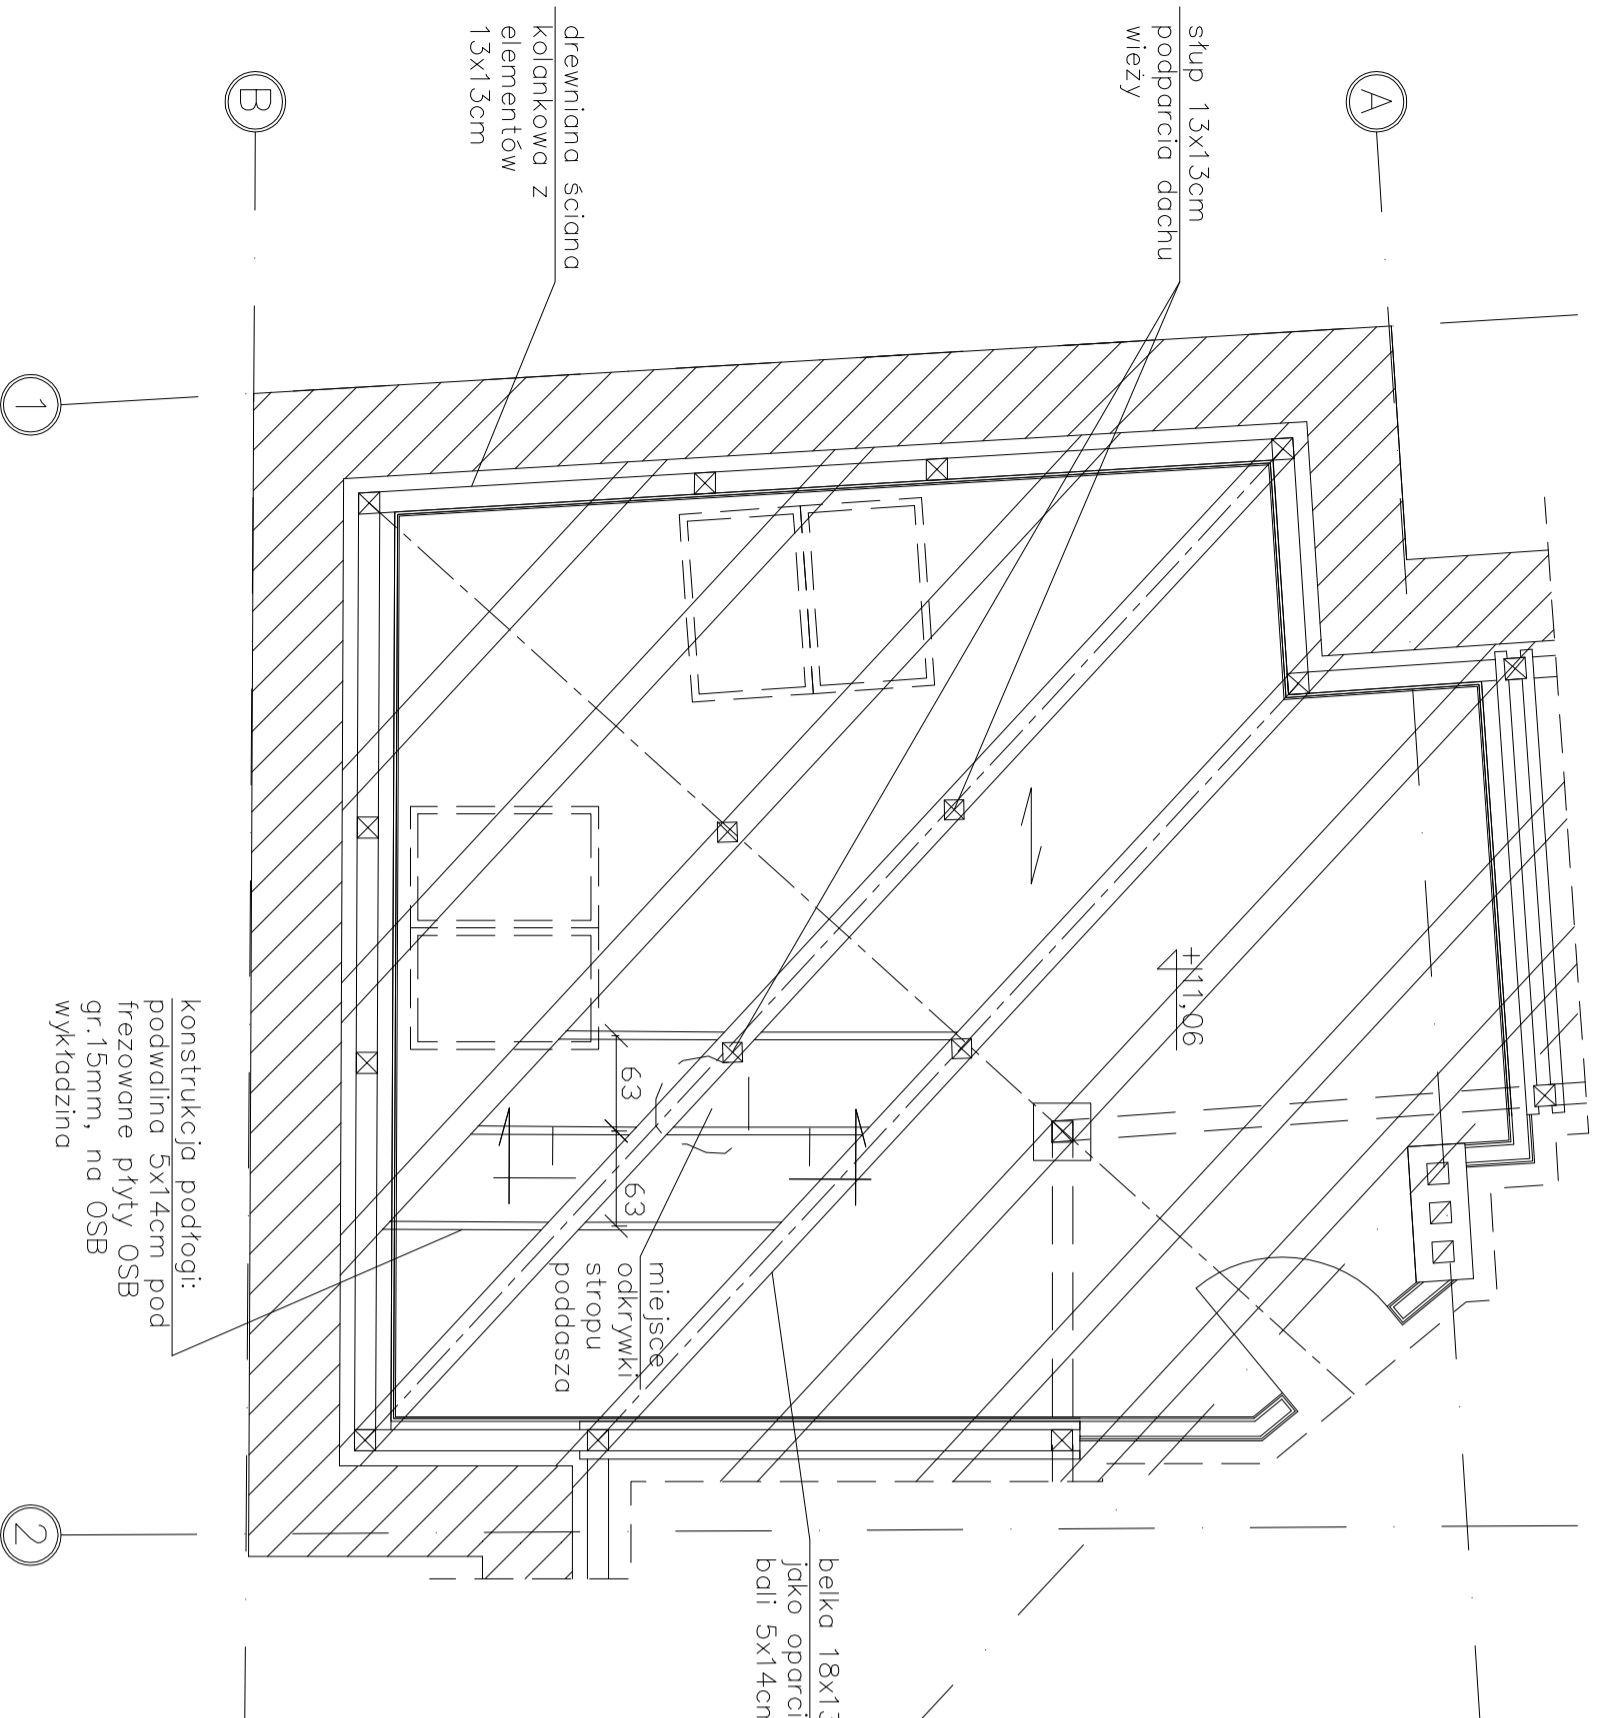 A
słup 13x13cm
podparcia dachu
wieży
drewniana ściana
kolankowa z
elementów
13x13cm
B
1
+11,06
63
63
miejsce
odkrywki
stropu
poddasza
konstrukcja podłogi:
podwalina 5x14cm pod
frezowane płyty OSB
gr.15mm, na OSB
wykładzina
belka 18x13
jako oparci
bali 5x14cm
2